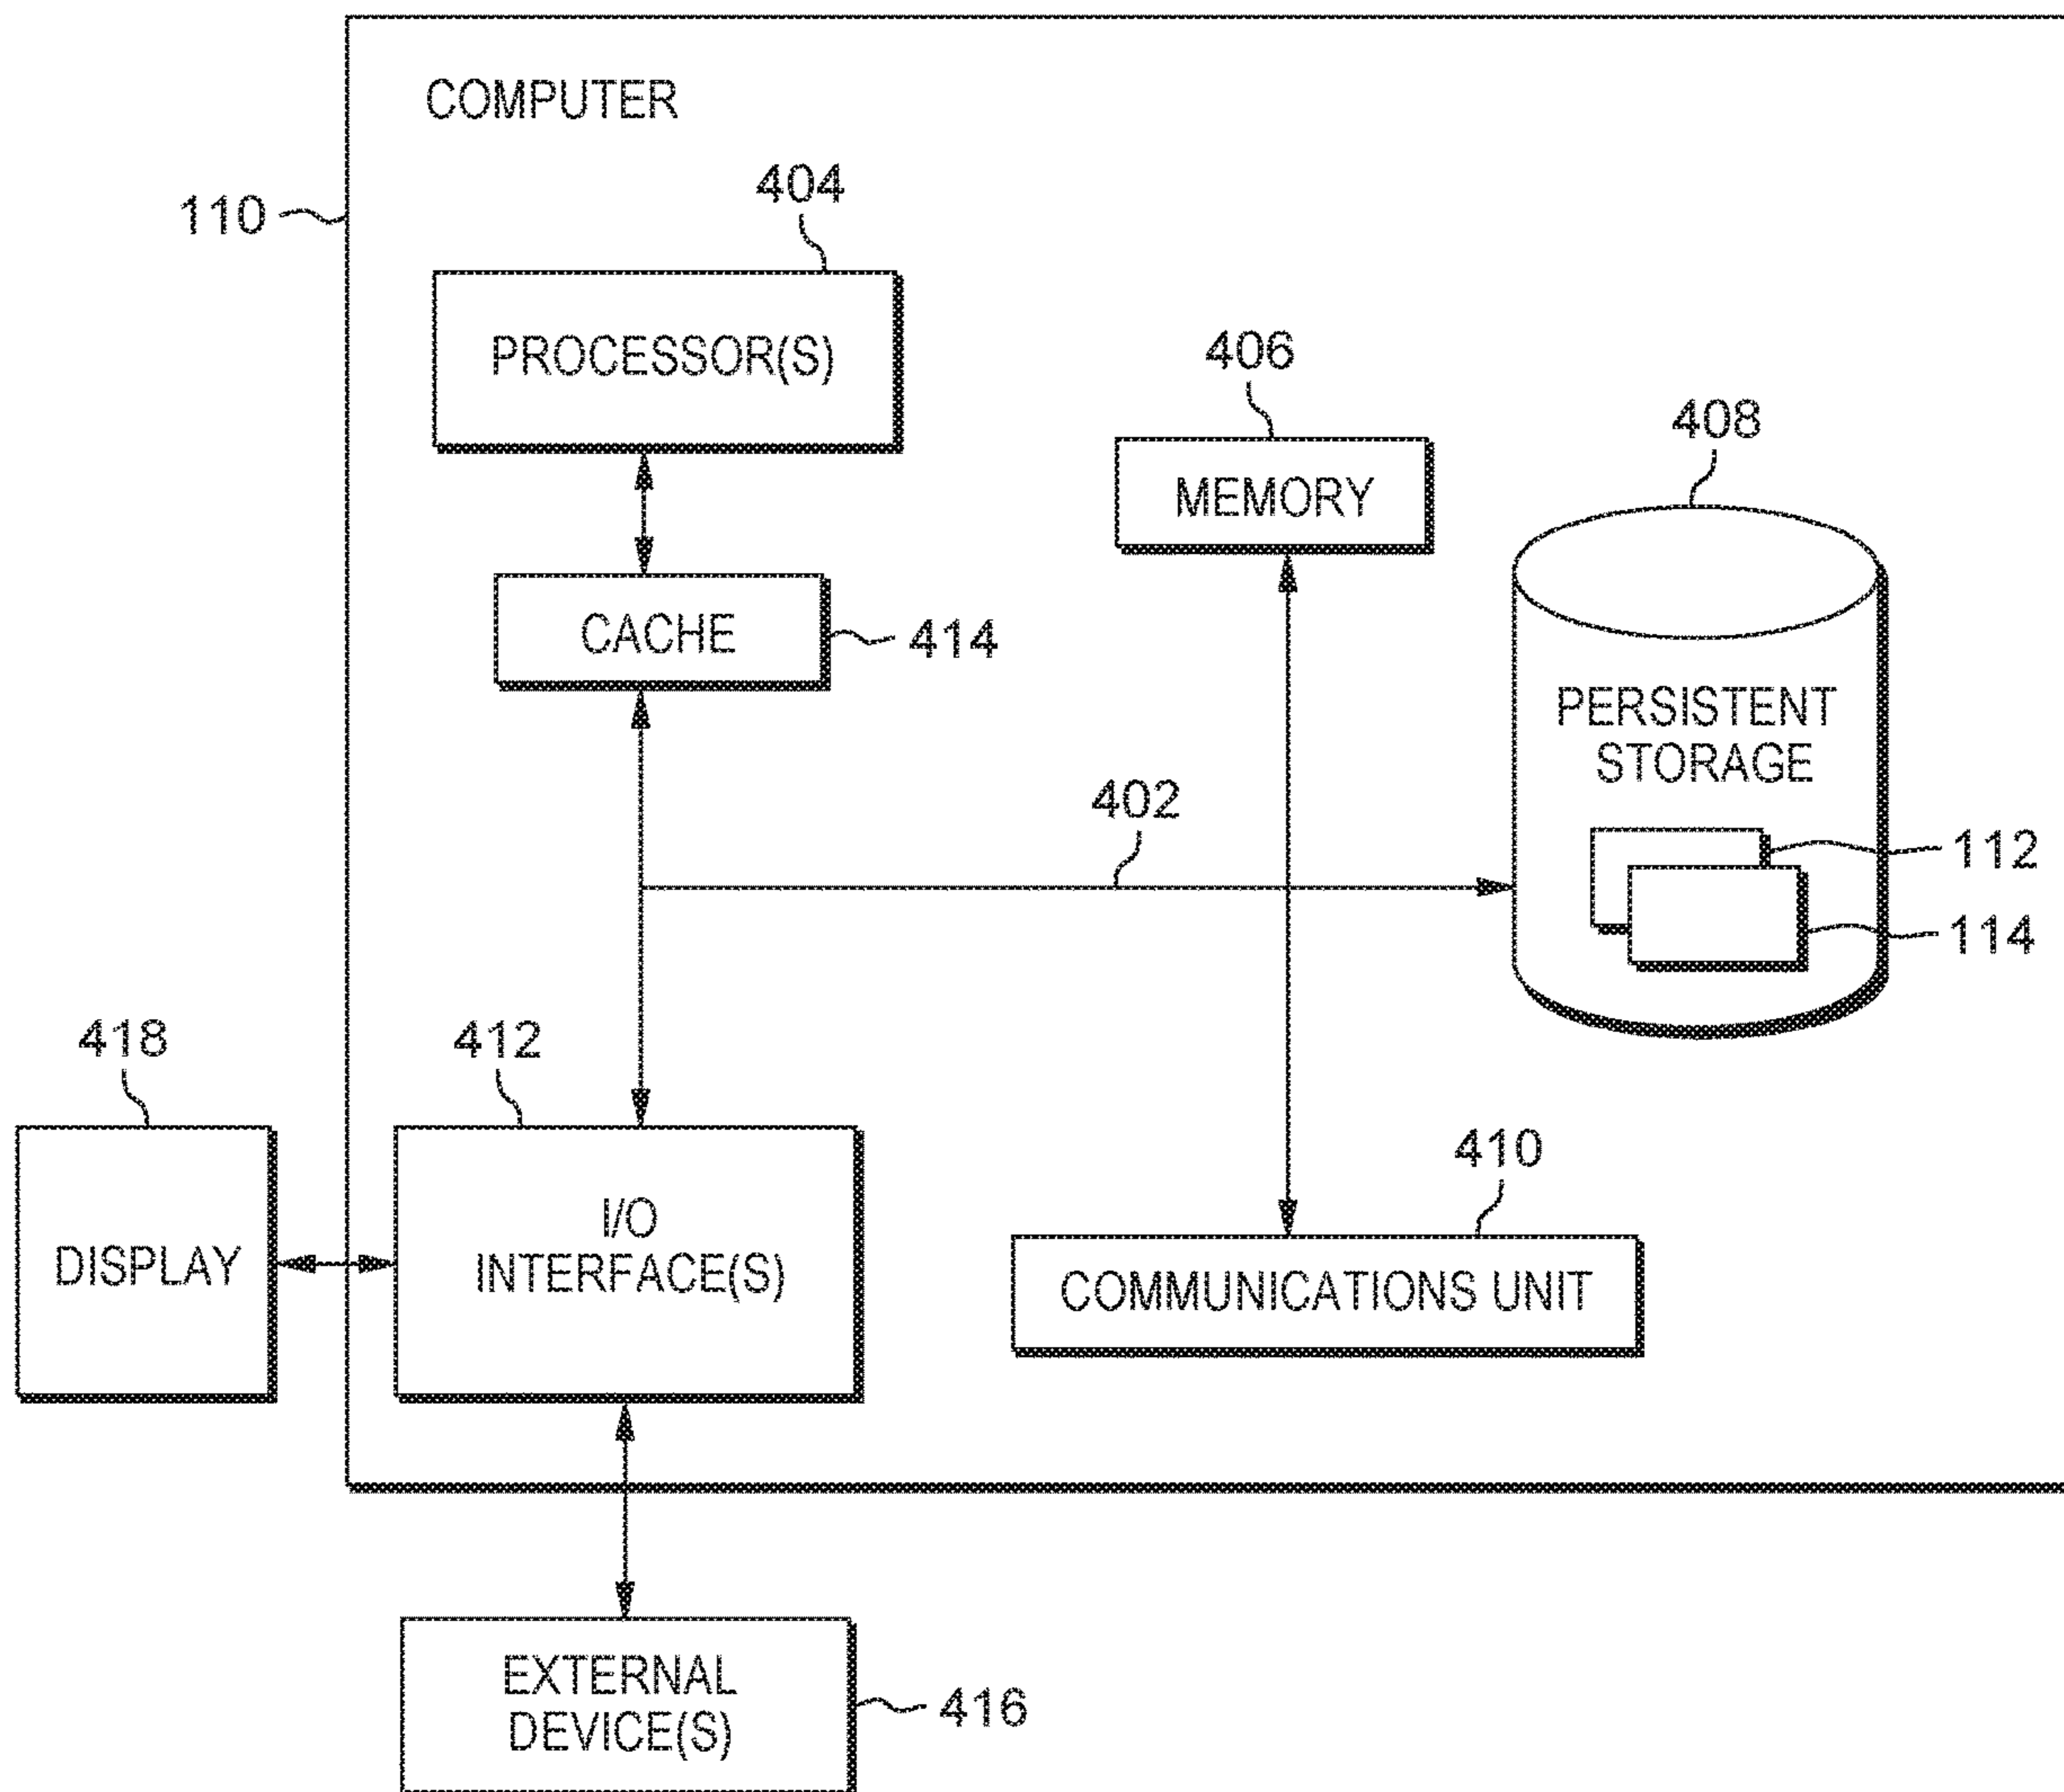 COMPUTER
404
110
PROCESSOR(S)
406
408
MEMORY
CACHE
414
PERSISTENT
STORAGE
402
112
114
418
412
410
I/O
INTERFACE(S)
DISPLAY
COMMUNICATIONS UNIT
EXTERNAL
DEVICE(S)
416